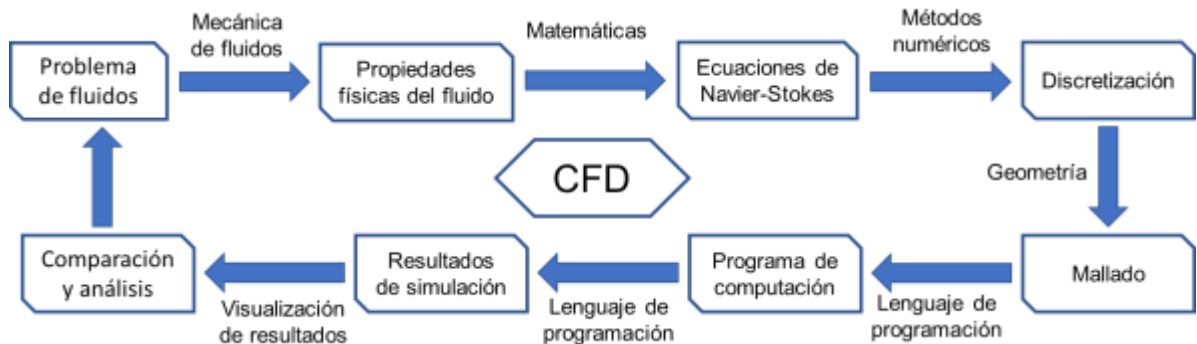 Problema
de fluidos
Mecánica
de fluidos
Propiedades
físicas del fluido
Matemáticas
Ecuaciones de
Navier-Stokes
Métodos
numéricos
Discretización
Geometría
Mallado
Lenguaje de
programación
Programa de
computación
Lenguaje de
programación
Resultados
de simulación
Visualización
de resultados
Comparación
y análisis
CFD